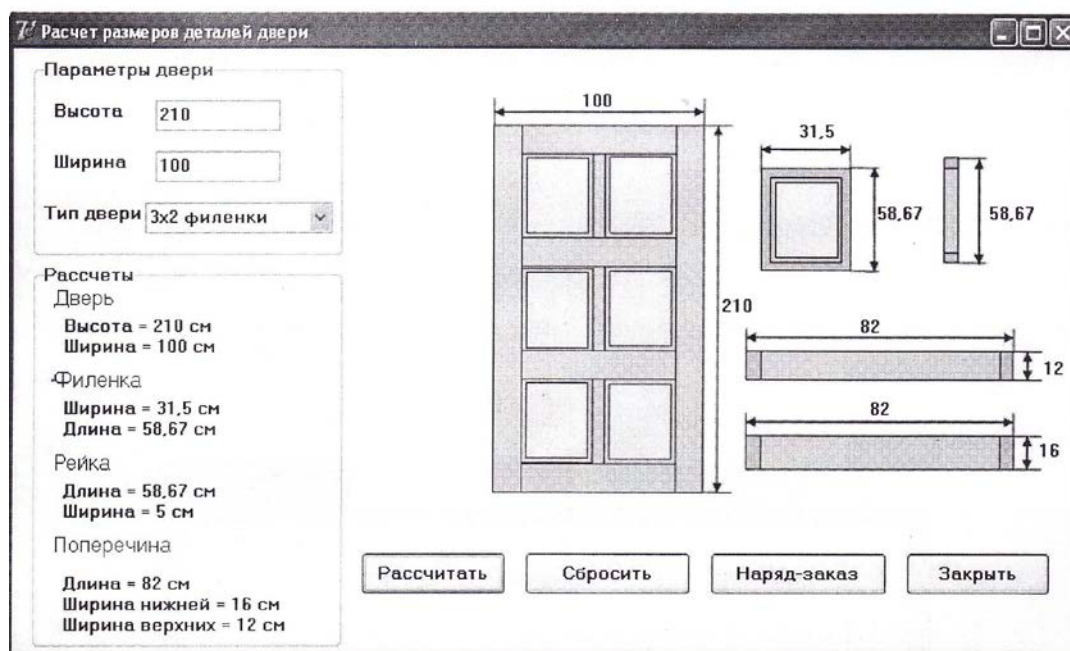 Расчет размеров деталей двери
Параметры двери
Высота 210
Ширина 100
Тип двери 3х2 филенки
Рассчеты
Дверь
Высота = 210 см
Ширина = 100 см
Филенка
Ширина = 31,5 см
Длина = 58,67 см
Рейка
Длина = 58,67 см
Ширина = 5 см
Поперечина
Длина = 82 см
Ширина нижней = 16 см
Ширина верхних = 12 см
100
210
31,5
58,67
58,67
82
12
82
16
Рассчитать
Сбросить
Наряд-заказ
Закрыть